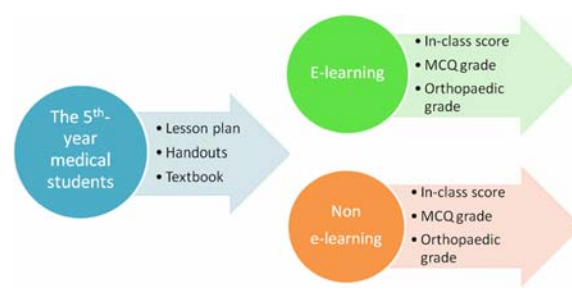 The 5th-
year
medical
students
• Lesson plan
• Handouts
• Textbook
E-learning
• In-class score
• MCQ grade
• Orthopaedic
grade
Non
e-learning
• In-class score
• MCQ grade
• Orthopaedic
grade